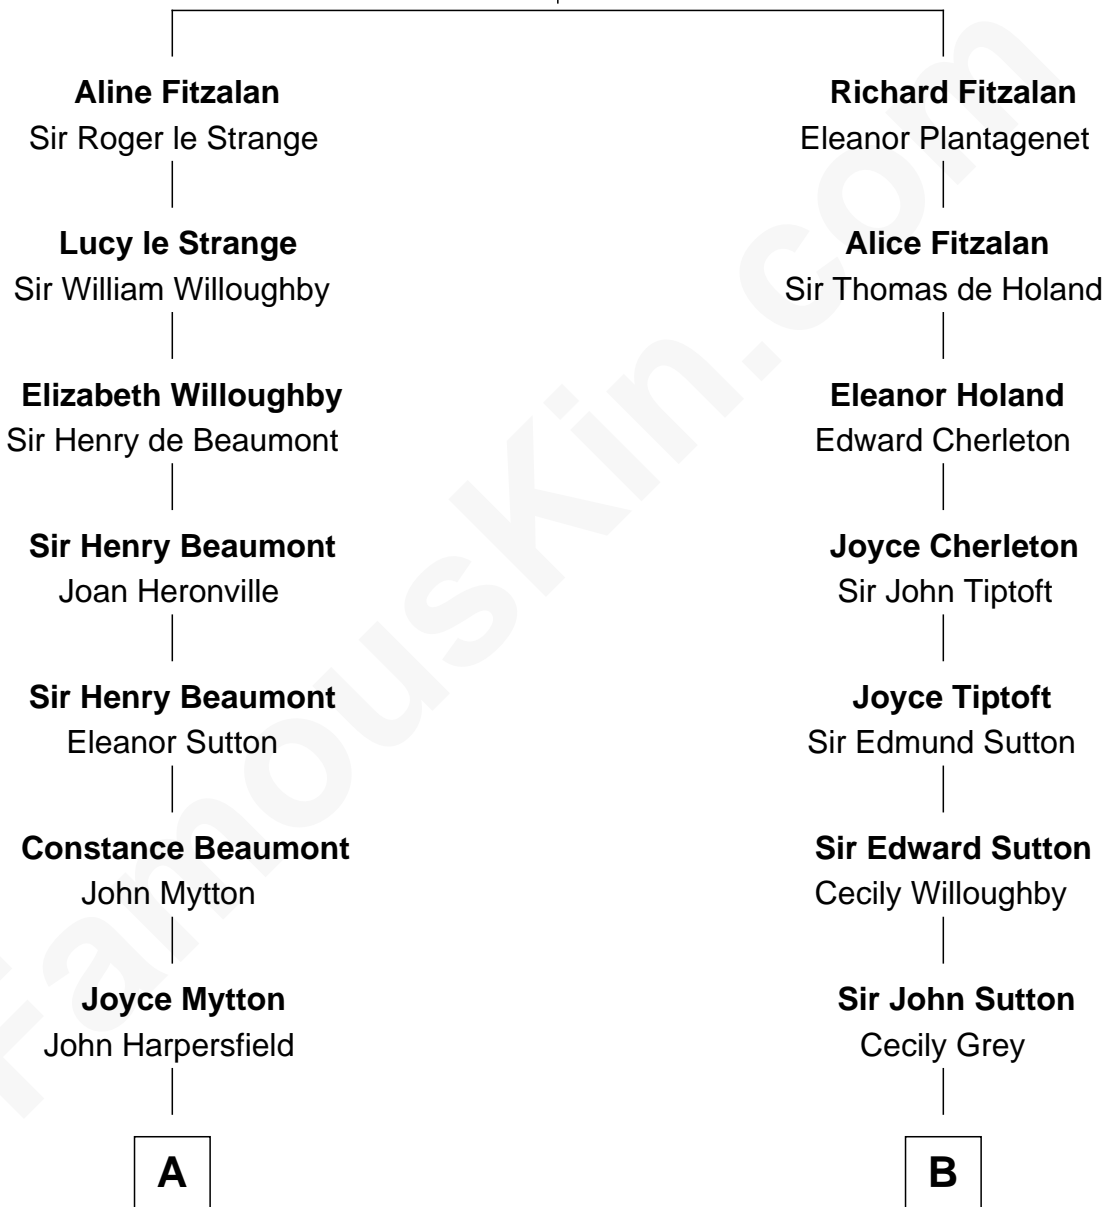 Aline Fitzalan
Sir Roger le Strange
Richard Fitzalan
Eleanor Plantagenet
Lucy le Strange
Sir William Willoughby
Alice Fitzalan
Sir Thomas de Holand
Elizabeth Willoughby
Sir Henry de Beaumont
Eleanor Holand
Edward Cherleton
Sir Henry Beaumont
Joan Heronville
Joyce Cherleton
Sir John Tiptoft
Sir Henry Beaumont
Eleanor Sutton
Joyce Tiptoft
Sir Edmund Sutton
Constance Beaumont
John Mytton
Sir Edward Sutton
Cecily Willoughby
Joyce Mytton
John Harpersfield
Sir John Sutton
Cecily Grey
A
B
FamousKin.com